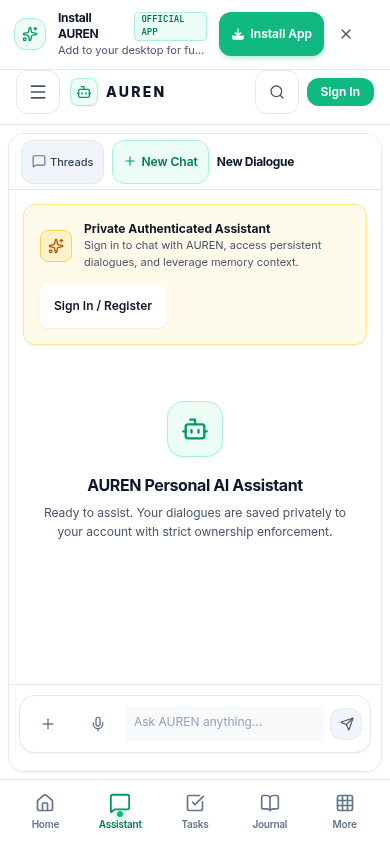 Install
AUREN
OFFICIAL
APP
Add to your desktop for fu...
Install App
AUREN
Sign In
Threads
New Chat
New Dialogue
Private Authenticated Assistant
Sign in to chat with AUREN, access persistent
dialogues, and leverage memory context.
Sign In / Register
AUREN Personal AI Assistant
Ready to assist. Your dialogues are saved privately to
your account with strict ownership enforcement.
Ask AUREN anything...
Home
Assistant
Tasks
Journal
More